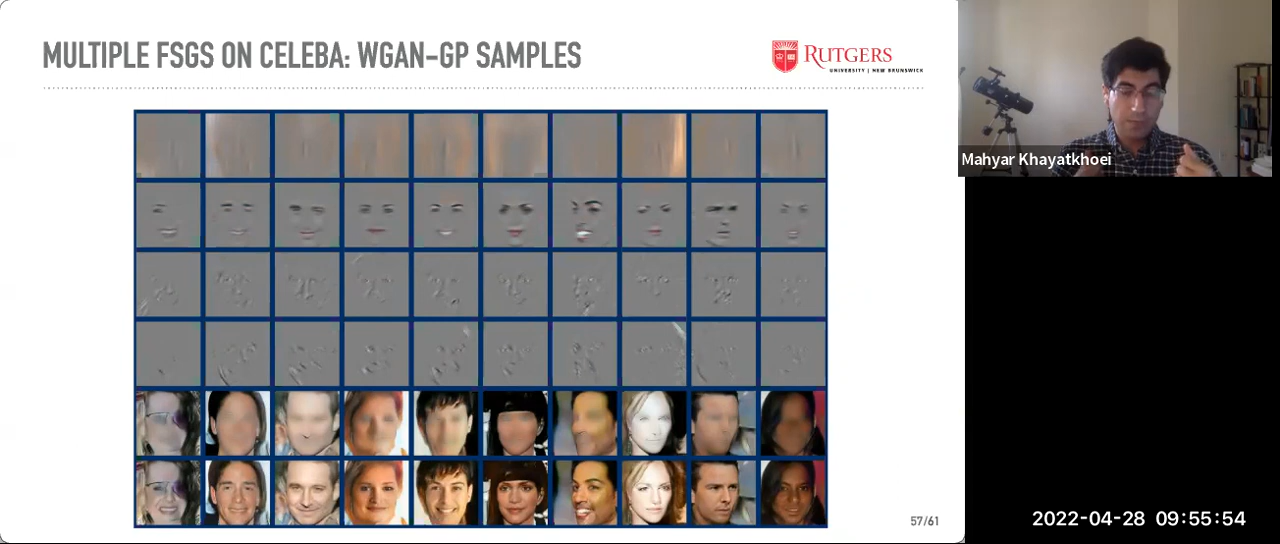 MULTIPLE FSGS ON CELEBA: WGAN-GP SAMPLES
RUTGERS
UNIVERSITY | NEW BRUNSWICK
Mahyar Khayatkhoei
57/61
2022-04-28 09:55:54